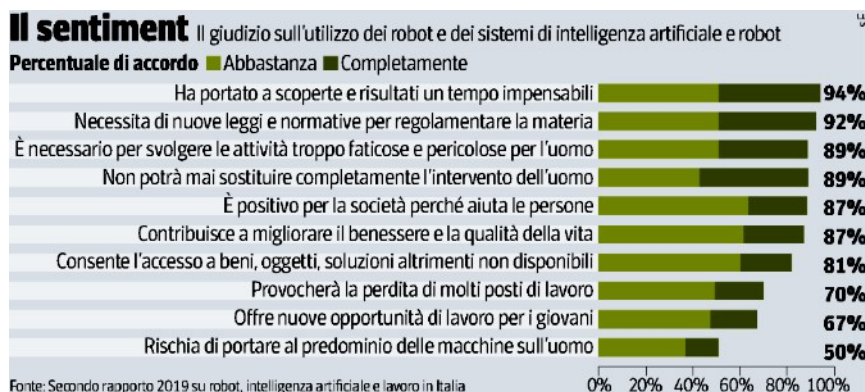 Il sentiment Il giudizio sull'utilizzo dei robot e dei sistemi di intelligenza artificiale e robot
Percentuale di accordo Abbastanza Completamente
Ha portato a scoperte e risultati un tempo impensabili 94%
Necessita di nuove leggi e normative per regolamentare la materia 92%
È necessario per svolgere le attività troppo faticose e pericolose per l'uomo 89%
Non potrà mai sostituire completamente l'intervento dell'uomo 89%
È positivo per la società perché aiuta le persone 87%
Contribuisce a migliorare il benessere e la qualità della vita 87%
Consente l'accesso a beni, oggetti, soluzioni altrimenti non disponibili 81%
Provocherà la perdita di molti posti di lavoro 70%
Offre nuove opportunità di lavoro per i giovani 67%
Rischia di portare al predominio delle macchine sull'uomo 50%
Fonte: Secondo rapporto 2019 su robot, intelligenza artificiale e lavoro in Italia 0% 20% 40% 60% 80% 100%